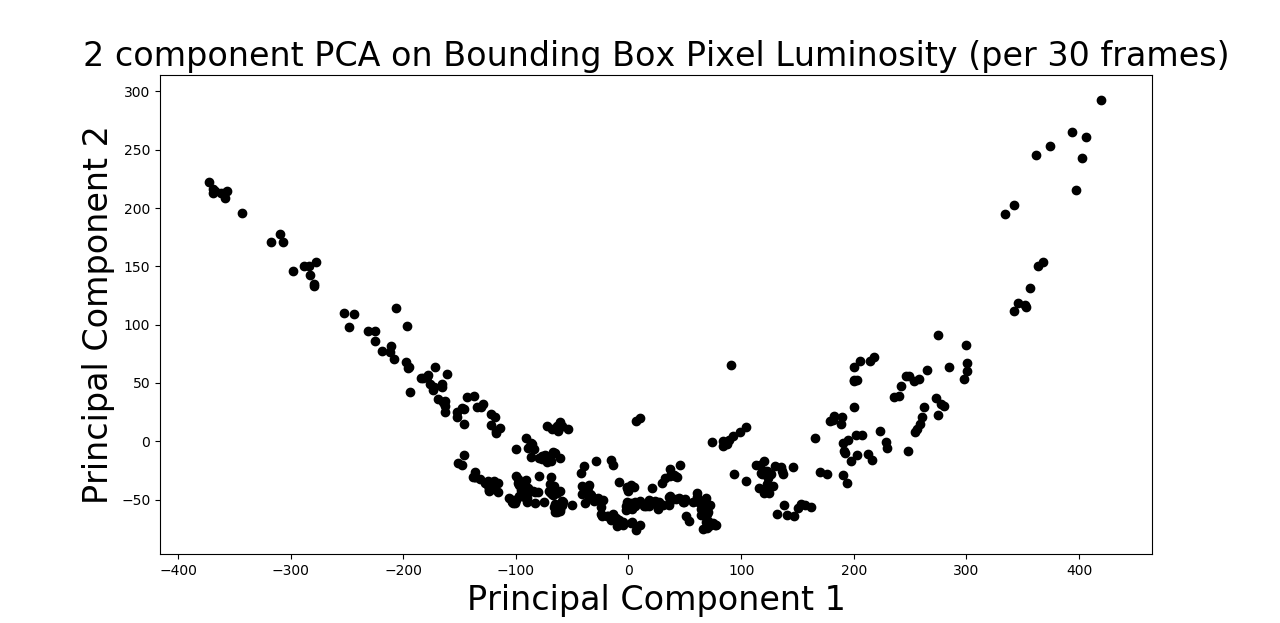 2 component PCA on Bounding Box Pixel Luminosity (per 30 frames)
Principal Component 2
300
250
200
150
100
50
0
−50
−400 −300 −200 −100 0 100 200 300 400
Principal Component 1